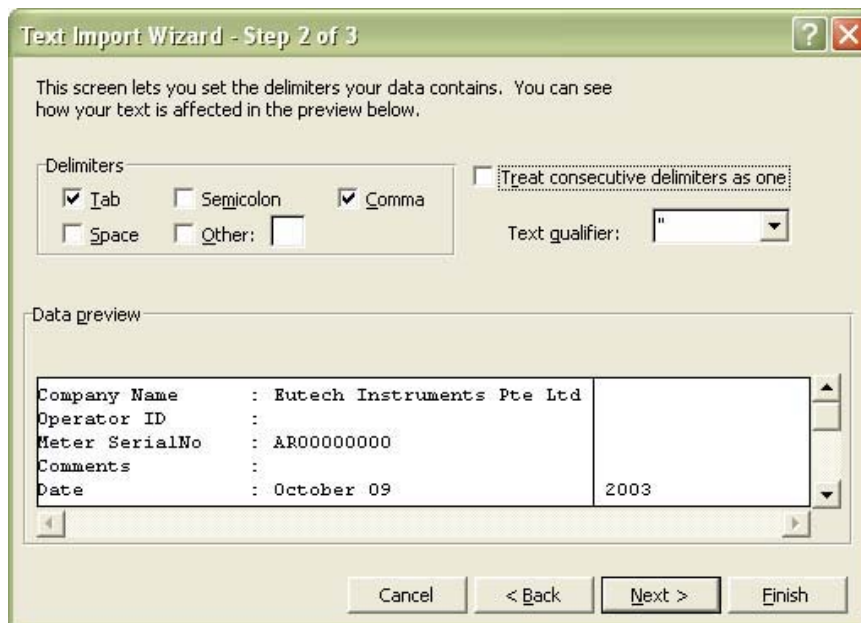 Text Import Wizard - Step 2 of 3
This screen lets you set the delimiters your data contains. You can see
how your text is affected in the preview below.
Delimiters
Tab Semicolon Comma
Space Other:
Treat consecutive delimiters as one
Text qualifier: "
Data preview
Company Name : Eutech Instruments Pte Ltd
Operator ID :
Meter SerialNo : AR00000000
Comments :
Date : October 09 2003
Cancel < Back Next > Finish